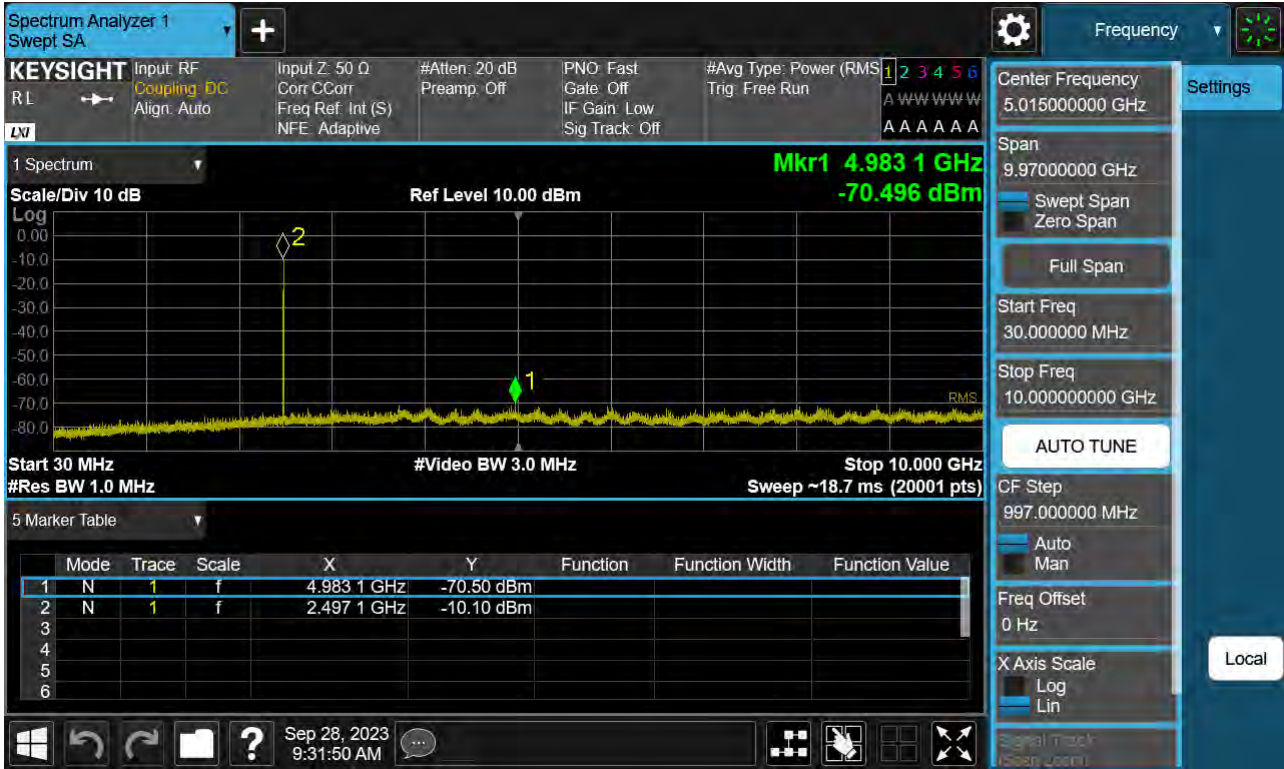 Spectrum Analyzer 1
Swept SA
Frequency
KEYSIGHT
R L
LXI
Input: RF
Coupling: DC
Align: Auto
Input Z: 50 Ω
Corr CCorr
Freq Ref: Int (S)
NFE: Adaptive
#Atten: 20 dB
Preamp: Off
PNO: Fast
Gate: Off
IF Gain: Low
Sig Track: Off
#Avg Type: Power (RMS
Trig: Free Run
1 2 3 4 5 6
A W W W W W
A A A A A A
1 Spectrum
Scale/Div 10 dB
Ref Level 10.00 dBm
Mkr1 4.983 1 GHz
-70.496 dBm
Log
0.00
-10.0
-20.0
-30.0
-40.0
-50.0
-60.0
-70.0
-80.0
2
1
RMS
Start 30 MHz
#Video BW 3.0 MHz
Stop 10.000 GHz
#Res BW 1.0 MHz
Sweep ~18.7 ms (20001 pts)
5 Marker Table
Mode Trace Scale X Y Function Function Width Function Value
1 N 1 f 4.983 1 GHz -70.50 dBm
2 N 1 f 2.497 1 GHz -10.10 dBm
3
4
5
6
Sep 28, 2023
9:31:50 AM
Center Frequency
5.015000000 GHz
Span
9.97000000 GHz
Swept Span
Zero Span
Full Span
Start Freq
30.000000 MHz
Stop Freq
10.000000000 GHz
AUTO TUNE
CF Step
997.000000 MHz
Auto
Man
Freq Offset
0 Hz
X Axis Scale
Log
Lin
Signal Track
(Span Zoom)
Settings
Local